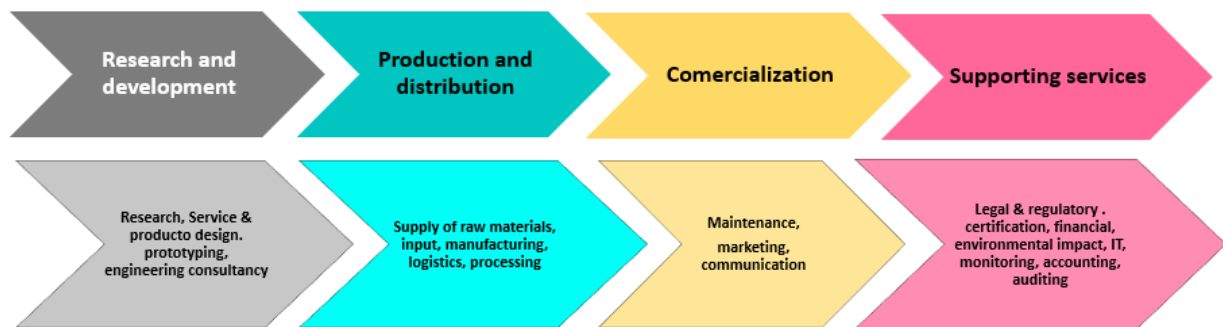 Research and
development
Production and
distribution
Comercialization
Supporting services
Research, Service &
producto design.
prototyping,
engineering consultancy
Supply of raw materials,
input, manufacturing,
logistics, processing
Maintenance,
marketing,
communication
Legal & regulatory .
certification, financial,
environmental impact, IT,
monitoring, accounting,
auditing